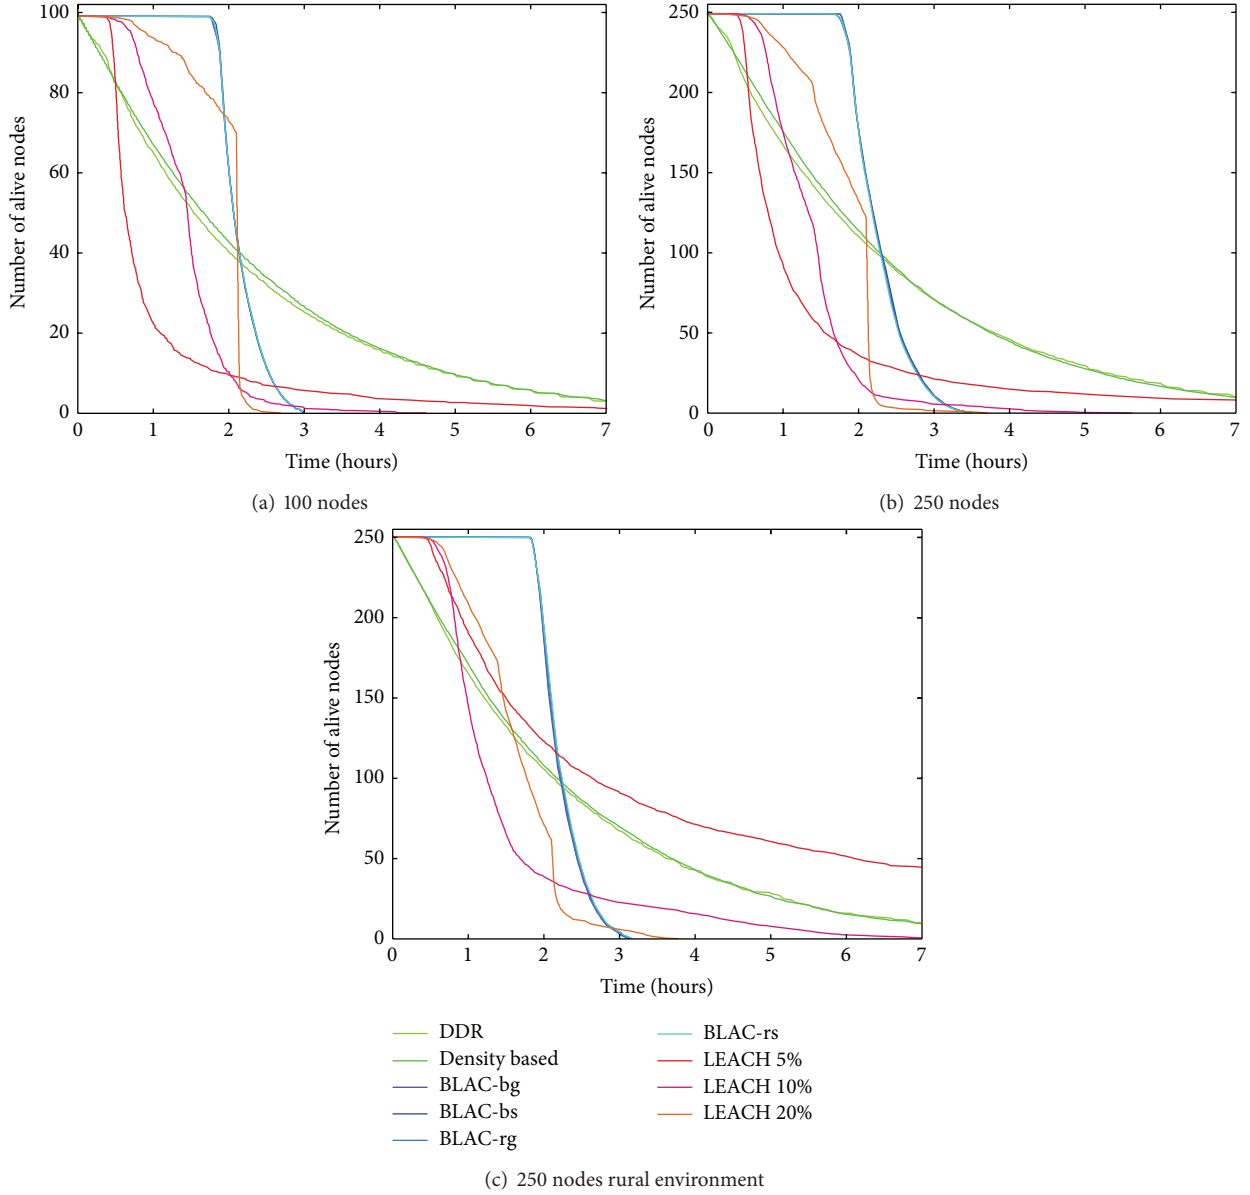 100
80
60
40
20
0
Number of alive nodes
0 1 2 3 4 5 6 7
Time (hours)
(a) 100 nodes
250
200
150
100
50
0
Number of alive nodes
0 1 2 3 4 5 6 7
Time (hours)
(b) 250 nodes
250
200
150
100
50
0
Number of alive nodes
0 1 2 3 4 5 6 7
Time (hours)
DDR
Density based
BLAC-bg
BLAC-bs
BLAC-rg
BLAC-rs
LEACH 5%
LEACH 10%
LEACH 20%
(c) 250 nodes rural environment